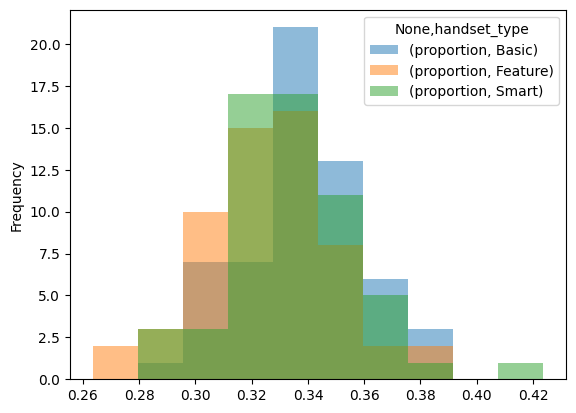 None,handset_type
(proportion, Basic)
(proportion, Feature)
(proportion, Smart)
Frequency
20.0
17.5
15.0
12.5
10.0
7.5
5.0
2.5
0.0
0.26 0.28 0.30 0.32 0.34 0.36 0.38 0.40 0.42